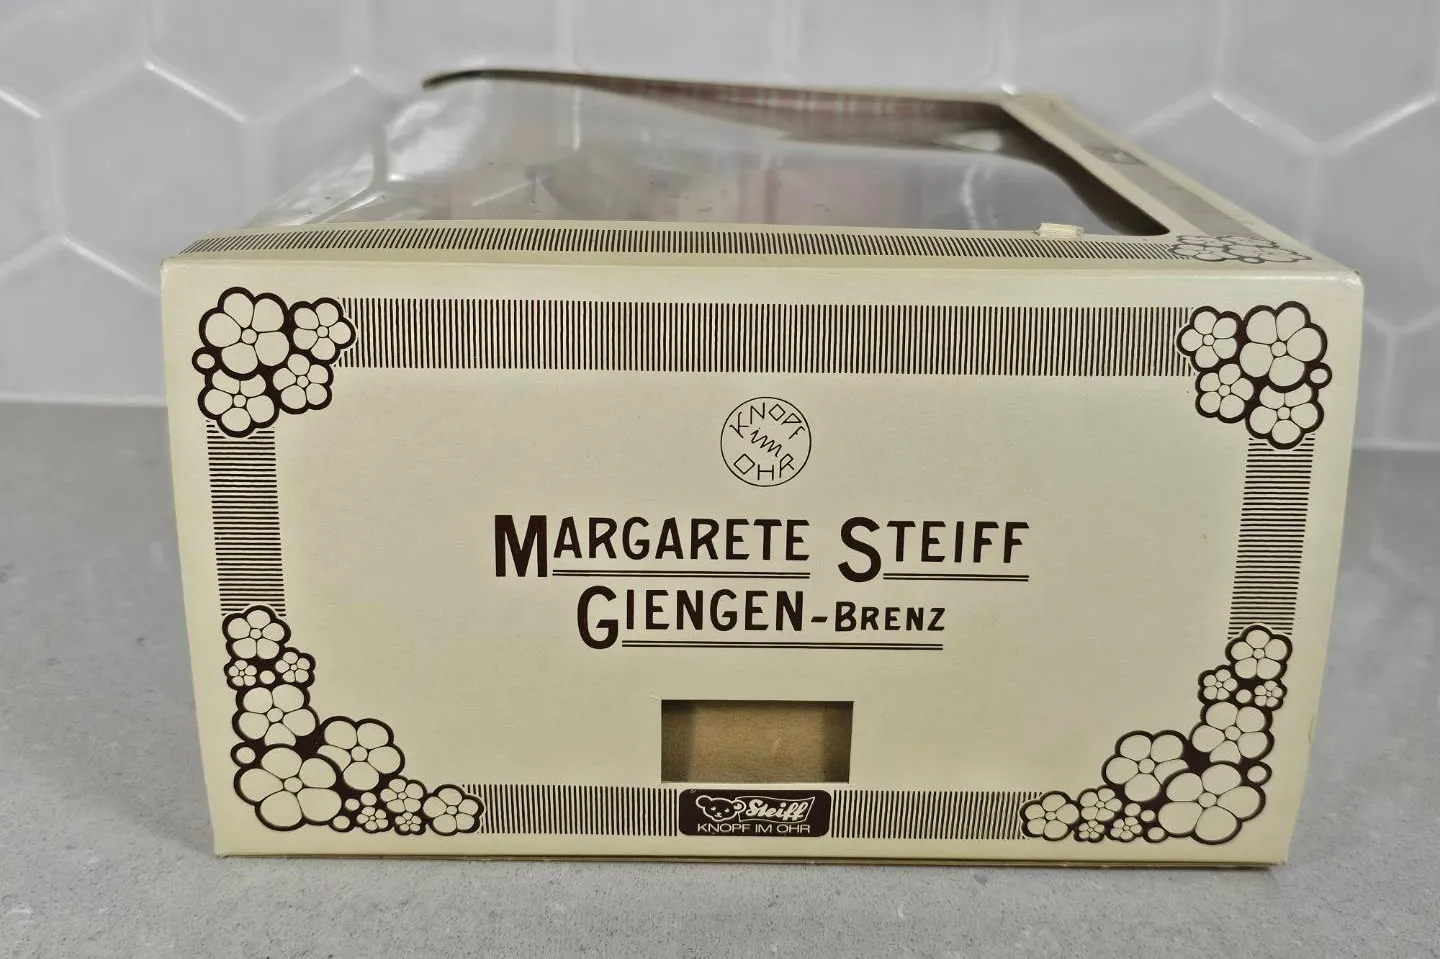 KNOPF
im
OHR
MARGARETE STEIFF
GIENGEN-BRENZ
Steiff
KNOPF IM OHR